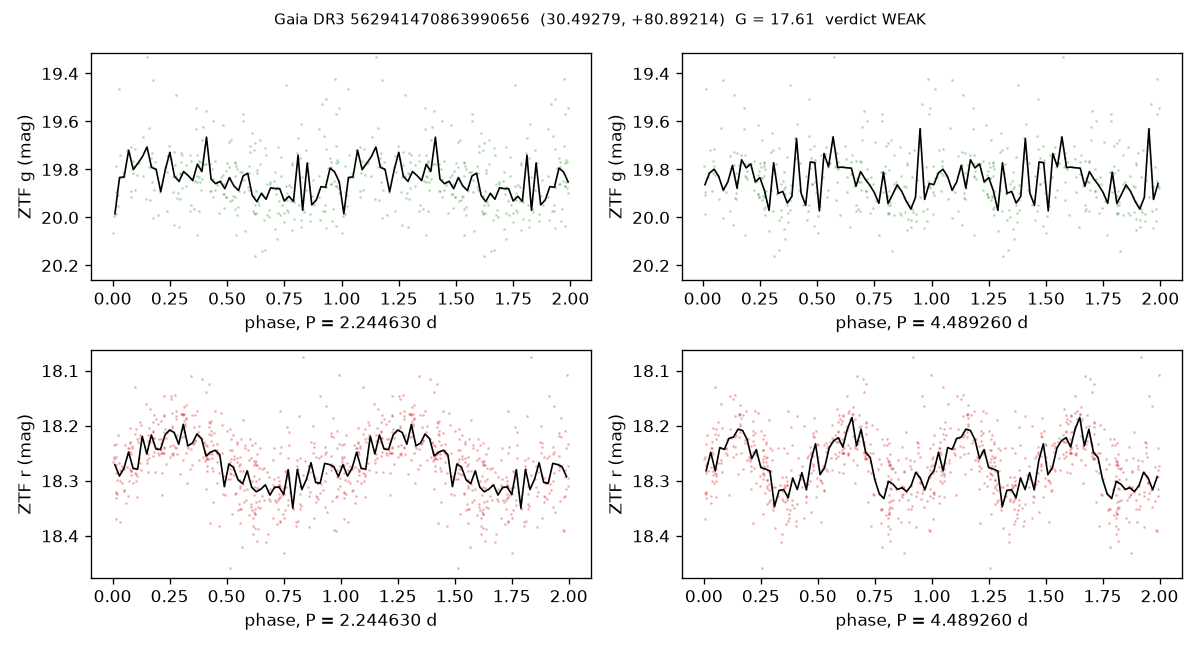 Gaia DR3 562941470863990656  (30.49279, +80.89214)  G = 17.61  verdict WEAK
ZTF g (mag)
19.4
19.6
19.8
20.0
20.2
0.00 0.25 0.50 0.75 1.00 1.25 1.50 1.75 2.00
phase, P = 2.244630 d
ZTF g (mag)
19.4
19.6
19.8
20.0
20.2
0.00 0.25 0.50 0.75 1.00 1.25 1.50 1.75 2.00
phase, P = 4.489260 d
ZTF r (mag)
18.1
18.2
18.3
18.4
0.00 0.25 0.50 0.75 1.00 1.25 1.50 1.75 2.00
phase, P = 2.244630 d
ZTF r (mag)
18.1
18.2
18.3
18.4
0.00 0.25 0.50 0.75 1.00 1.25 1.50 1.75 2.00
phase, P = 4.489260 d